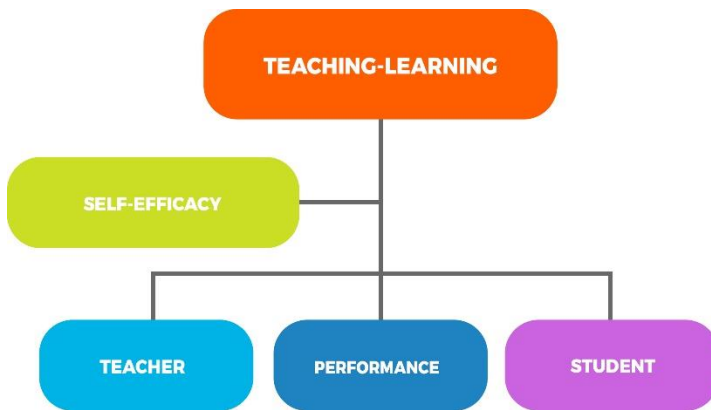 TEACHING-LEARNING
SELF-EFFICACY
TEACHER
PERFORMANCE
STUDENT